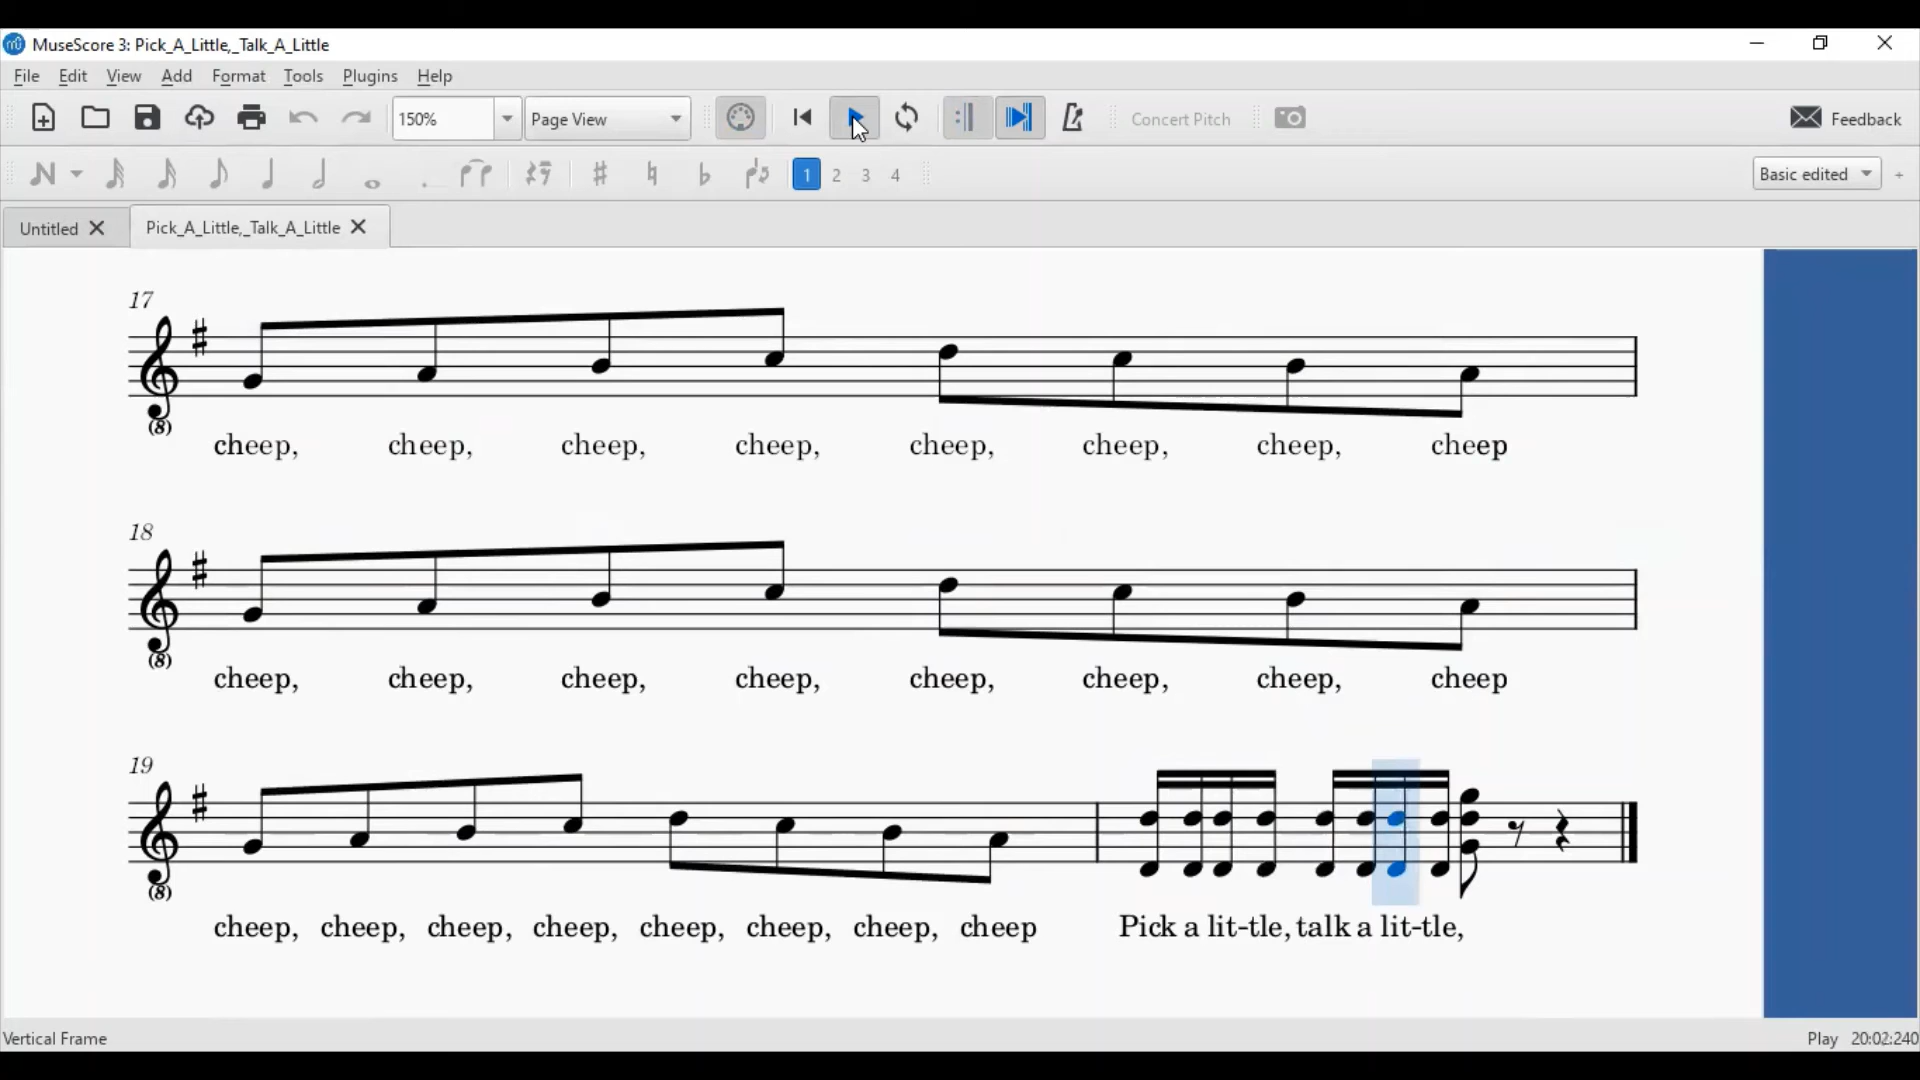 MuseScore 3: Pick_A_Little,_Talk_A_Little
File Edit View Add Format Tools Plugins Help
150% Page View Concert Pitch Feedback
1 2 3 4 Basic edited
Untitled Pick_A_Little,_Talk_A_Little
17
(8)
cheep, cheep, cheep, cheep, cheep, cheep, cheep, cheep
18
(8)
cheep, cheep, cheep, cheep, cheep, cheep, cheep, cheep
19
(8)
cheep, cheep, cheep, cheep, cheep, cheep, cheep, cheep Pick a lit-tle, talk a lit-tle,
Vertical Frame Play 20:02:240